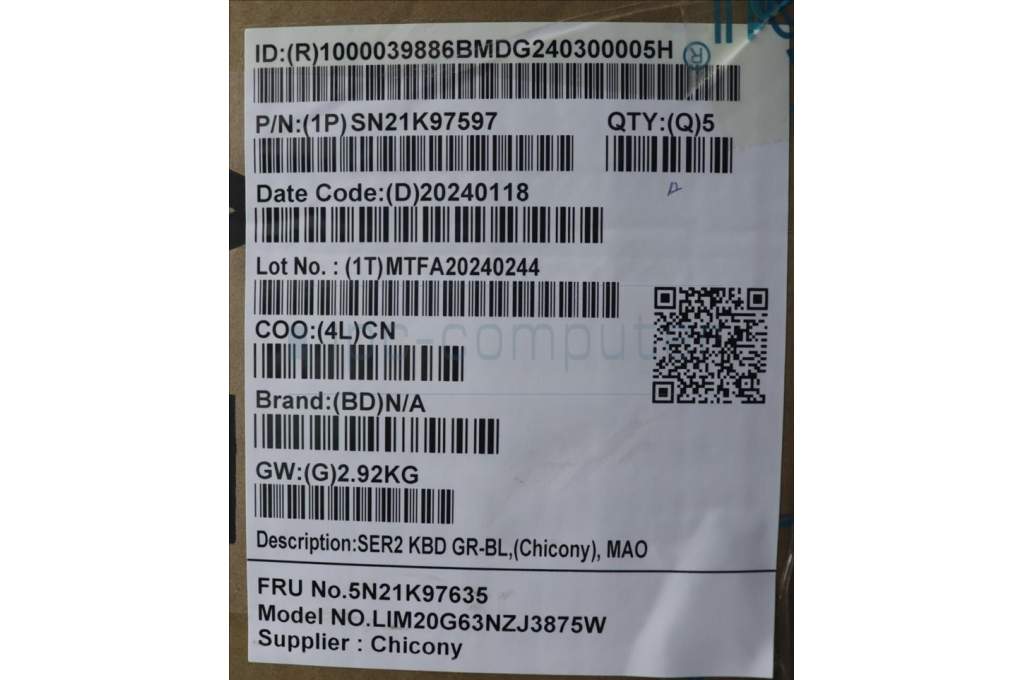 ID:(R)1000039886BMDG240300005H ®
P/N:(1P)SN21K97597 QTY:(Q)5
Date Code:(D)20240118
Lot No. : (1T)MTFA20240244
COO:(4L)CN
Brand:(BD)N/A
GW:(G)2.92KG
Description:SER2 KBD GR-BL,(Chicony), MAO
FRU No.5N21K97635
Model NO.LIM20G63NZJ3875W
Supplier : Chicony